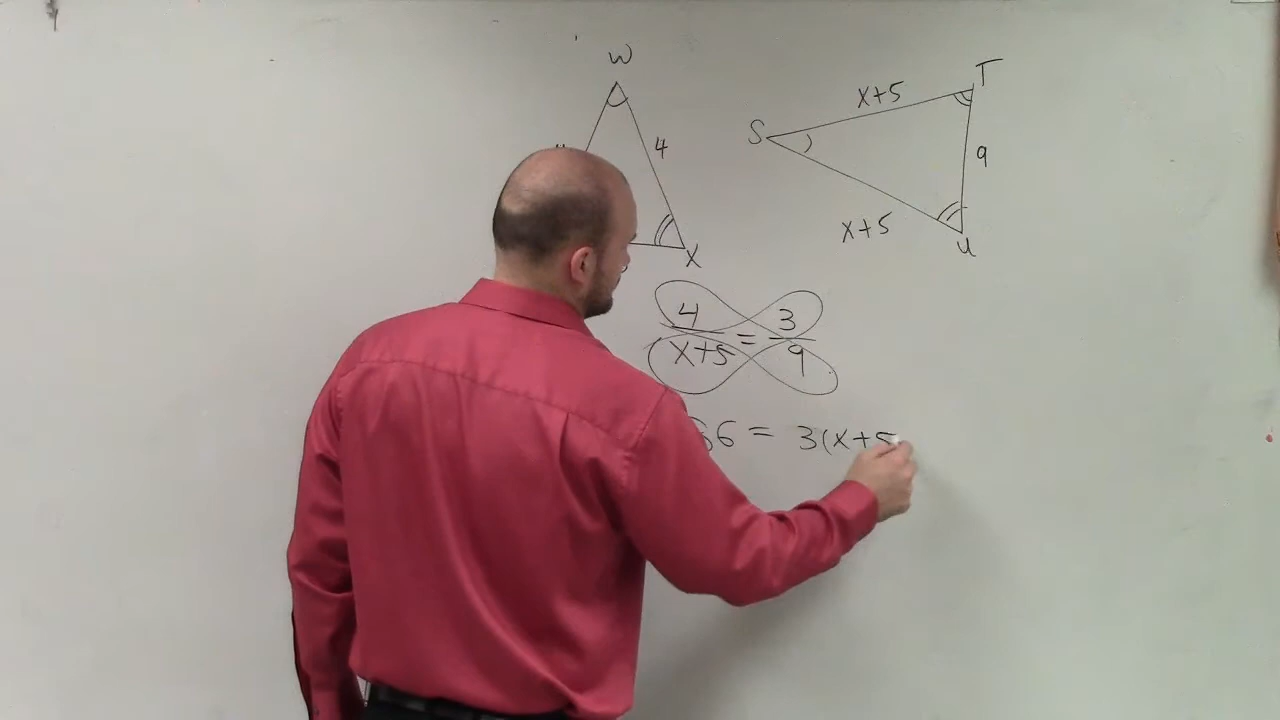 W
4
X
S
x+5
T
9
x+5
U
4/x+5 = 3/9
36 = 3(x+5